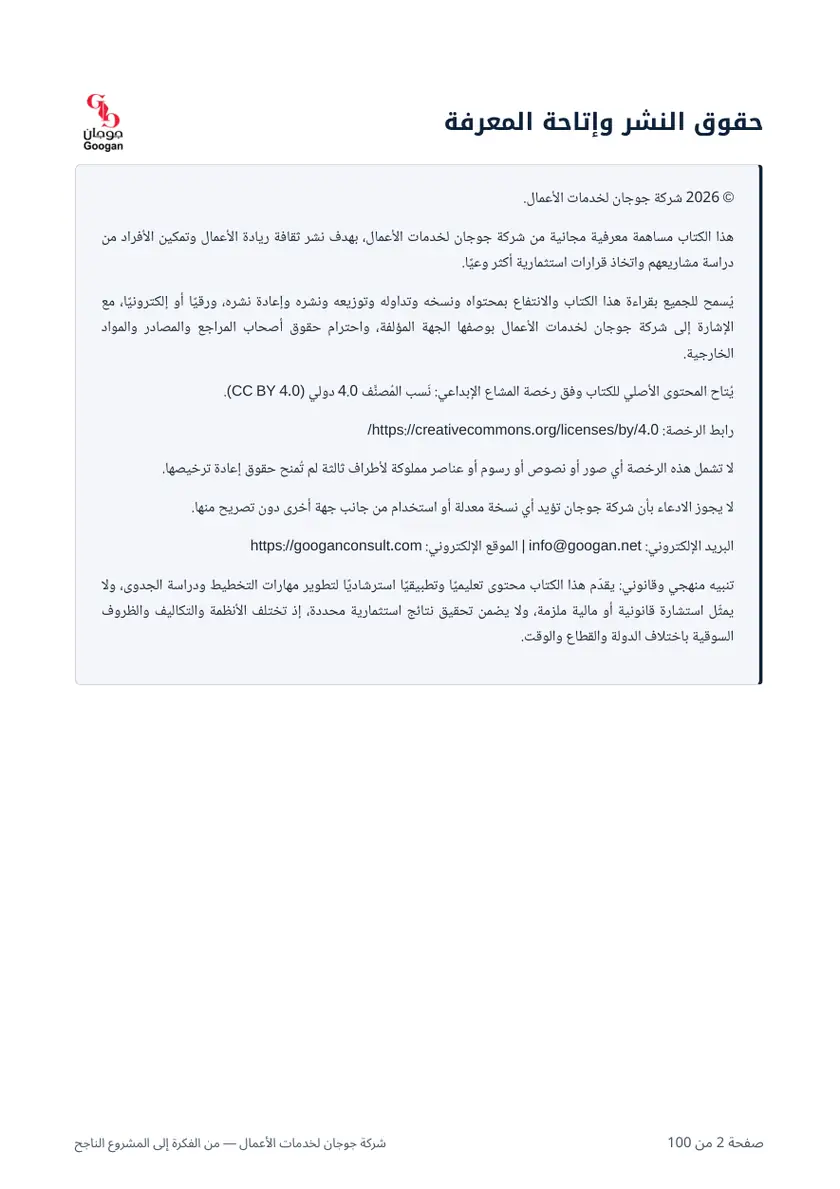 حقوق النشر وإتاحة المعرفة
جوجان
Googan
© 2026 شركة جوجان لخدمات الأعمال.
هذا الكتاب مساهمة معرفية مجانية من شركة جوجان لخدمات الأعمال، بهدف نشر ثقافة ريادة الأعمال وتمكين الأفراد من
دراسة مشاريعهم واتخاذ قرارات استثمارية أكثر وعيًا.
يُسمح للجميع بقراءة هذا الكتاب والانتفاع بمحتواه ونسخه وتداوله وتوزيعه ونشره وإعادة نشره، ورقيًا أو إلكترونيًا، مع
الإشارة إلى شركة جوجان لخدمات الأعمال بوصفها الجهة المؤلفة، واحترام حقوق أصحاب المراجع والمصادر والمواد
الخارجية.
يُتاح المحتوى الأصلي للكتاب وفق رخصة المشاع الإبداعي: نَسب المُصنَّف 4.0 دولي (CC BY 4.0).
رابط الرخصة: https://creativecommons.org/licenses/by/4.0/
لا تشمل هذه الرخصة أي صور أو نصوص أو رسوم أو عناصر مملوكة لأطراف ثالثة لم تُمنح حقوق إعادة ترخيصها.
لا يجوز الادعاء بأن شركة جوجان تؤيد أي نسخة معدلة أو استخدام من جانب جهة أخرى دون تصريح منها.
البريد الإلكتروني: info@googan.net | الموقع الإلكتروني: https://googanconsult.com
تنبيه منهجي وقانوني: يقدّم هذا الكتاب محتوى تعليميًا وتطبيقيًا استرشاديًا لتطوير مهارات التخطيط ودراسة الجدوى، ولا
يمثّل استشارة قانونية أو مالية ملزمة، ولا يضمن تحقيق نتائج استثمارية محددة، إذ تختلف الأنظمة والتكاليف والظروف
السوقية باختلاف الدولة والقطاع والوقت.
صفحة 2 من 100
شركة جوجان لخدمات الأعمال — من الفكرة إلى المشروع الناجح